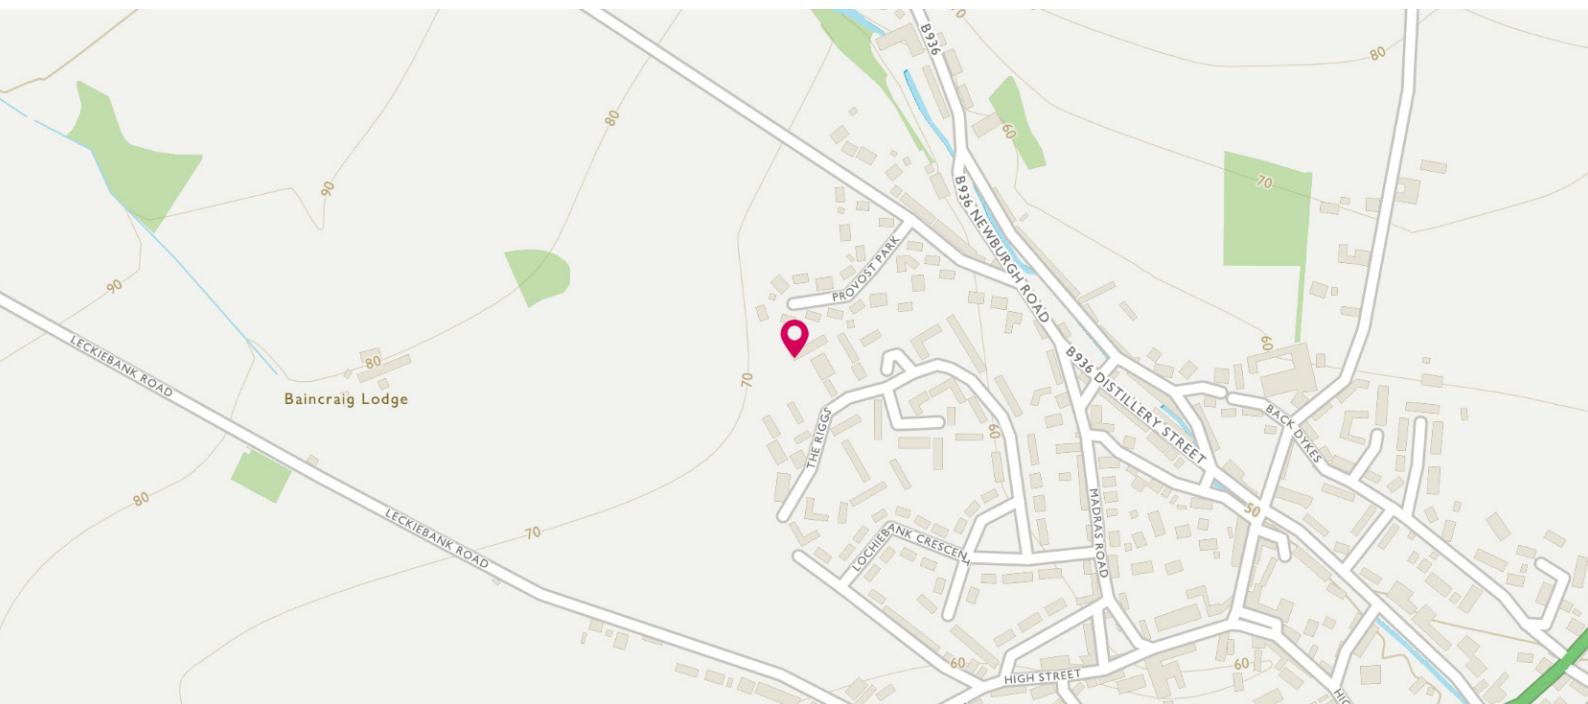 B936
80
80
60
90
70
B936 NEWBURGH ROAD
PROVOST PARK
90
LECKIEBANK ROAD
80
Baincraig Lodge
70
60
B936 DISTILLERY STREET
BACK DYKES
THE RIGGS
60
80
LECKIEBANK ROAD
70
MADRAS ROAD
50
LOCHIEBANK CRESCENT
60
HIGH STREET
60